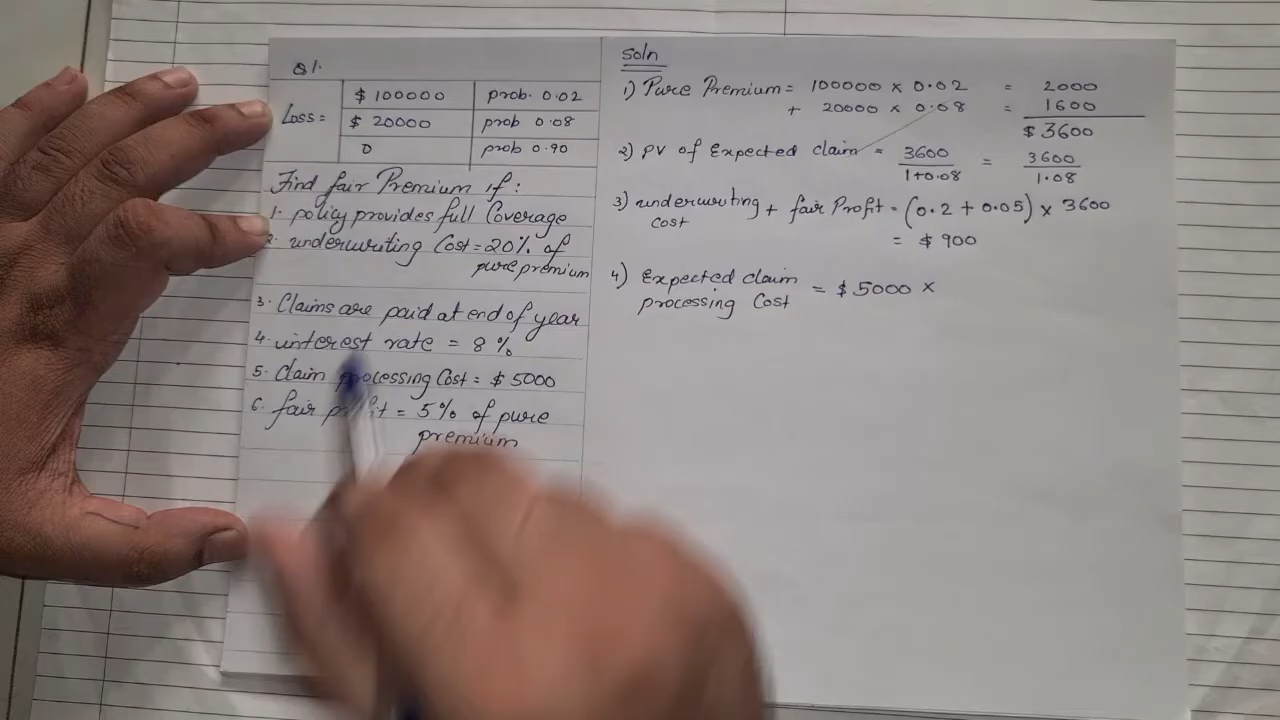 Q1.
Loss =
$ 100000 prob. 0.02
$ 20000 prob 0.08
0 prob 0.90
Find fair Premium if:
1. policy provides full Coverage
2. underwriting Cost = 20% of
pure premium
3. Claims are paid at end of year
4. interest rate = 8 %
5. Claim processing Cost = $ 5000
6. fair profit = 5% of pure
premium
Soln
1) Pure Premium = 100000 × 0.02 = 2000
+ 20000 × 0.08 = 1600
$ 3600
2) PV of Expected claim = 3600 = 3600
1+0.08 1.08
3) underwriting + fair Profit = (0.2 + 0.05) × 3600
cost
= $ 900
4) Expected claim
processing Cost = $ 5000 ×